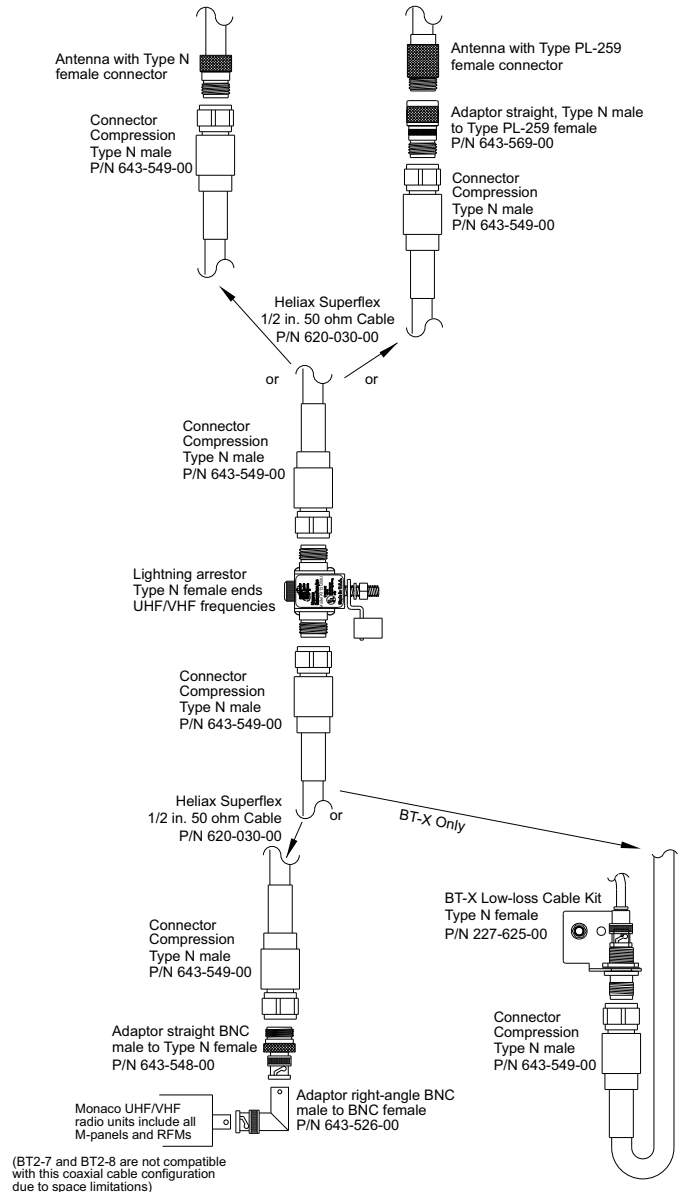 Antenna with Type N
female connector
Antenna with Type PL-259
female connector
Connector
Compression
Type N male
P/N 643-549-00
Adaptor straight, Type N male
to Type PL-259 female
P/N 643-569-00
Connector
Compression
Type N male
P/N 643-549-00
Heliax Superflex
1/2 in. 50 ohm Cable
P/N 620-030-00
or
or
Connector
Compression
Type N male
P/N 643-549-00
Lightning arrestor
Type N female ends
UHF/VHF frequencies
Connector
Compression
Type N male
P/N 643-549-00
Heliax Superflex
1/2 in. 50 ohm Cable
P/N 620-030-00
or
BT-X Only
BT-X Low-loss Cable Kit
Type N female
P/N 227-625-00
Connector
Compression
Type N male
P/N 643-549-00
Connector
Compression
Type N male
P/N 643-549-00
Adaptor straight BNC
male to Type N female
P/N 643-548-00
Adaptor right-angle BNC
male to BNC female
P/N 643-526-00
Monaco UHF/VHF
radio units include all
M-panels and RFMs
(BT2-7 and BT2-8 are not compatible
with this coaxial cable configuration
due to space limitations)